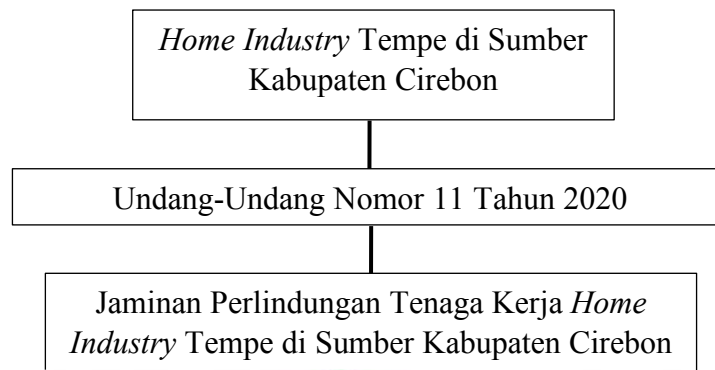 Home Industry Tempe di Sumber
Kabupaten Cirebon
Undang-Undang Nomor 11 Tahun 2020
Jaminan Perlindungan Tenaga Kerja Home
Industry Tempe di Sumber Kabupaten Cirebon